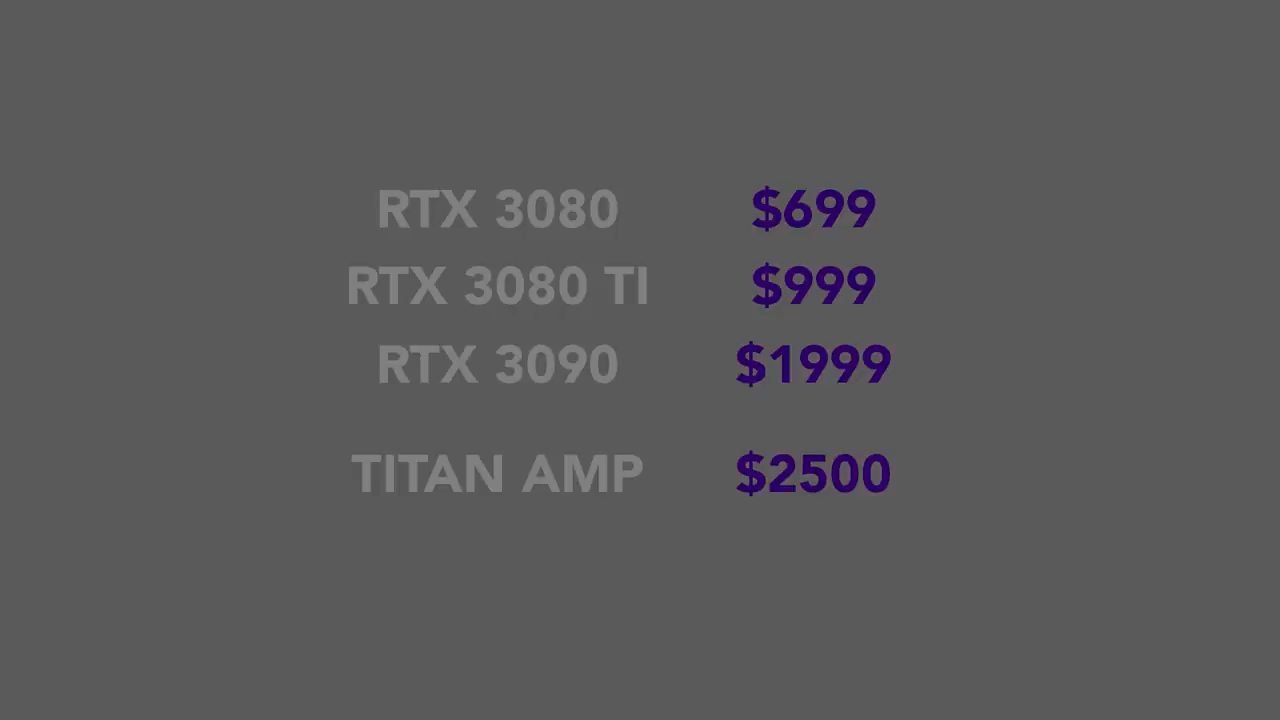 RTX 3080 $699
RTX 3080 TI $999
RTX 3090 $1999
TITAN AMP $2500